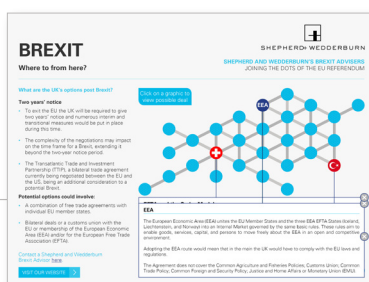 BREXIT
Where to from here?
SHEPHERD+ WEDDERBURN
SHEPHERD AND WEDDERBURN'S BREXIT ADVISERS
JOINING THE DOTS OF THE EU REFERENDUM
What are the UK's options post Brexit?
Two years' notice
- To exit the EU the UK will be required to give
two years' notice and numerous interim and
transitional measures would be put in place
during this time.
- The complexity of the negotiations may impact
on the time frame for a Brexit, extending it
beyond the two-year notice period.
- The Transatlantic Trade and Investment
Partnership (TTIP), a bilateral trade agreement
currently being negotiated between the EU and
the US, being an additional consideration to a
potential Brexit.
Potential options could involve:
- A combination of free trade agreements with
individual EU member states.
- Bilateral deals or a customs union with the
EU or membership of the European Economic
Area (EEA) and/or for the European Free Trade
Association (EFTA).
Contact a Shepherd and Wedderburn
Brexit Advisor here.
VISIT OUR WEBSITE
Click on a graphic to
view possible deal
EEA
EEA
The European Economic Area (EEA) unites the EU Member States and the three EEA EFTA States (Iceland,
Liechtenstein, and Norway) into an Internal Market governed by the same basic rules. These rules aim to
enable goods, services, capital, and persons to move freely about the EEA in an open and competitive
environment.
Adopting the EEA route would mean that in the main the UK would have to comply with the EU laws and
regulations.
The Agreement does not cover the Common Agriculture and Fisheries Policies, Customs Union, Common
Trade Policy, Common Foreign and Security Policy, Justice and Home Affairs or Monetary Union (EMU).